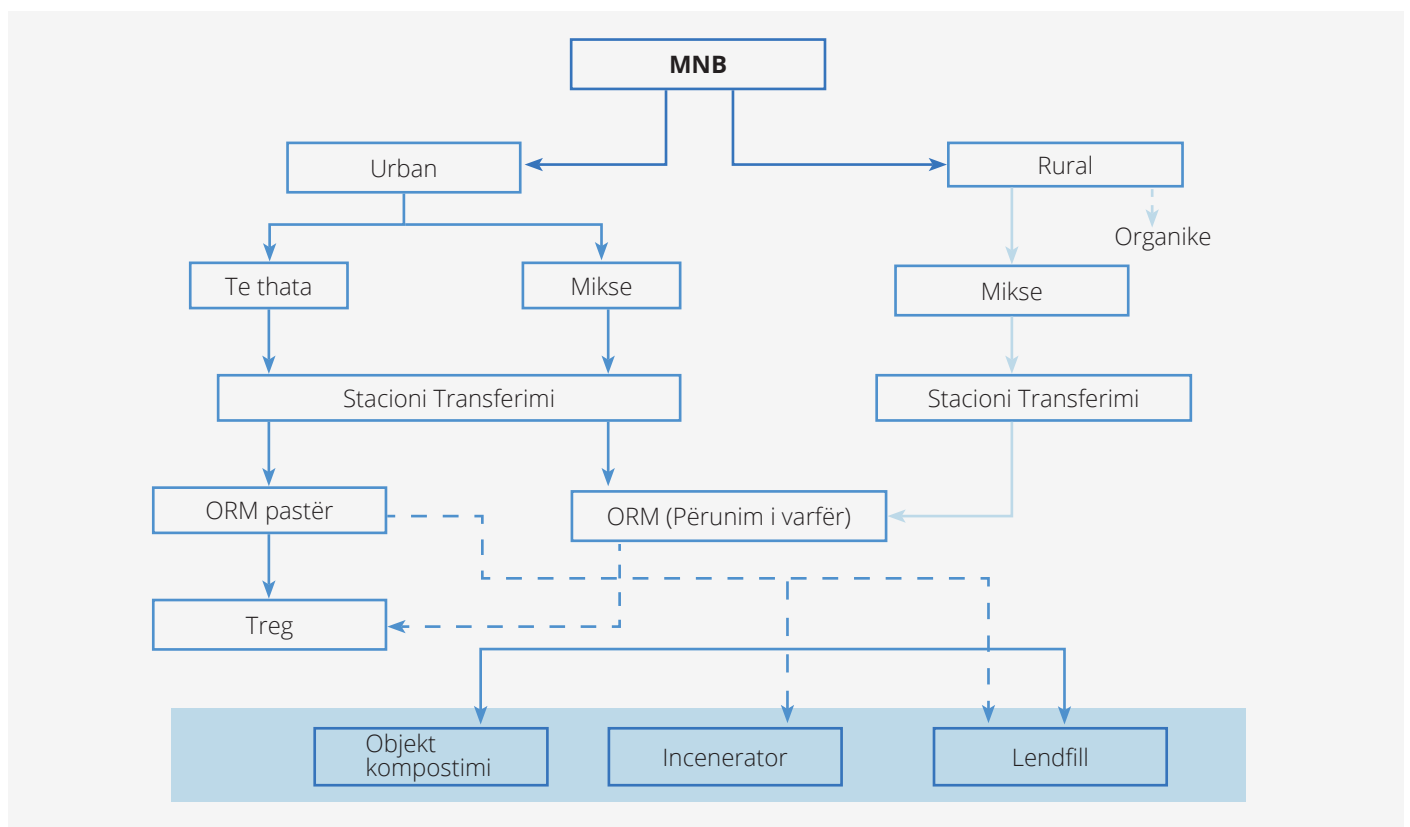 MNB
Urban
Rural
Organike
Te thata
Mikse
Mikse
Stacioni Transferimi
Stacioni Transferimi
ORM pastër
ORM (Përunim i varfër)
Treg
Objekt
kompostimi
Incenerator
Lendfill